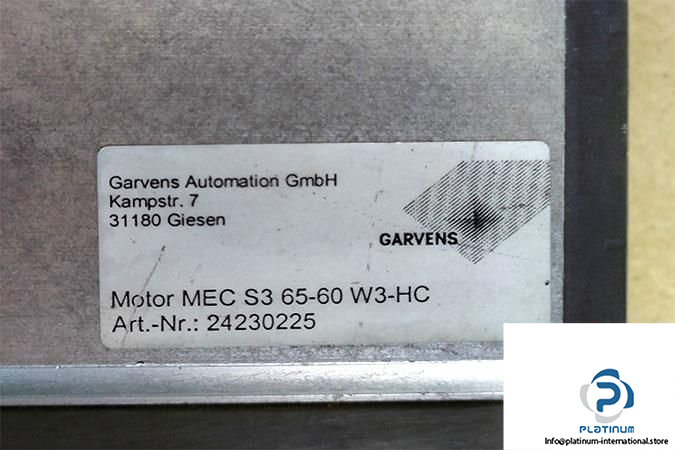 Garvens Automation GmbH
Kampstr. 7
31180 Giesen
GARVENS
Motor MEC S3 65-60 W3-HC
Art.-Nr.: 24230225
PLATINUM
Info@platinum-international.store